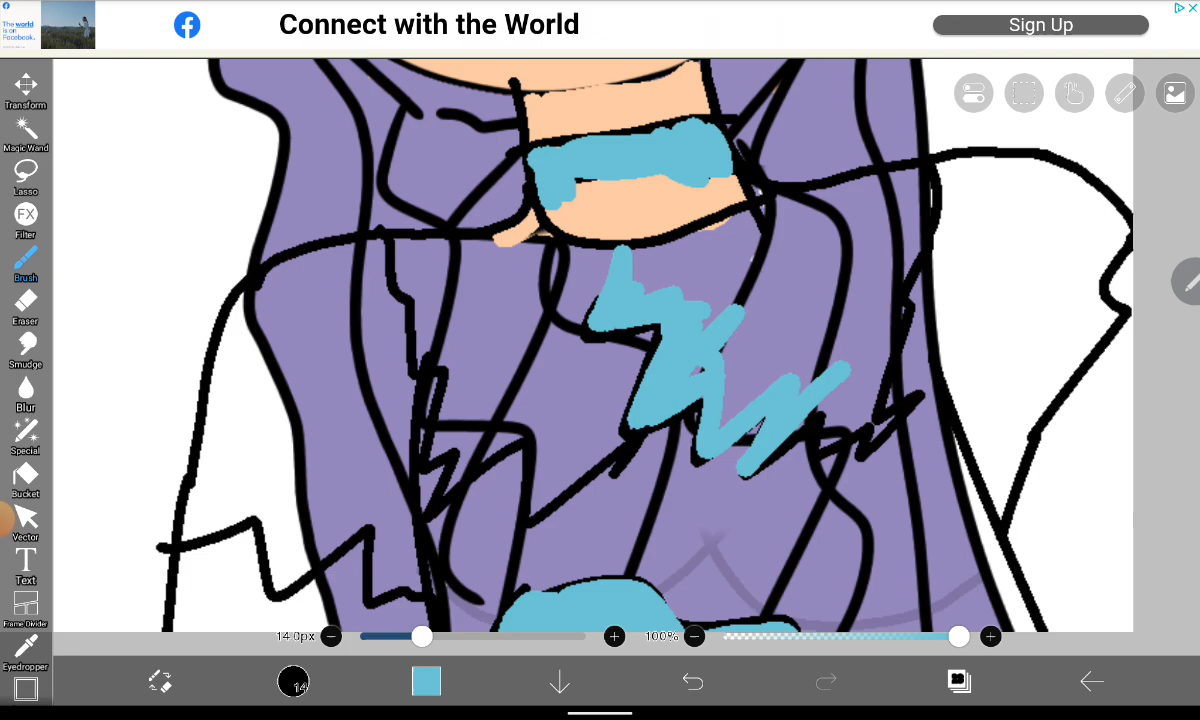 The world
is on
Facebook.
Connect with the World
Sign Up
Transform
Magic Wand
Lasso
FX
Filter
Brush
Eraser
Smudge
Blur
Special
Bucket
Vector
T
Text
Frame Divider
Eyedropper
14.0px
100%
14